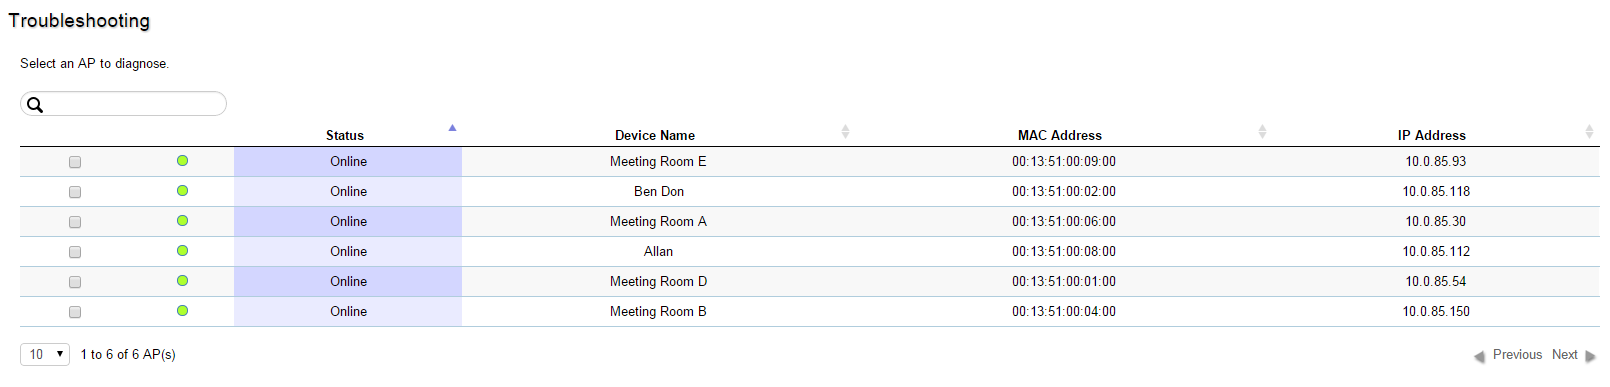 Troubleshooting
Select an AP to diagnose.
Status Device Name MAC Address IP Address
Online Meeting Room E 00:13:51:00:09:00 10.0.85.93
Online Ben Don 00:13:51:00:02:00 10.0.85.118
Online Meeting Room A 00:13:51:00:06:00 10.0.85.30
Online Allan 00:13:51:00:08:00 10.0.85.112
Online Meeting Room D 00:13:51:00:01:00 10.0.85.54
Online Meeting Room B 00:13:51:00:04:00 10.0.85.150
10 1 to 6 of 6 AP(s) Previous Next